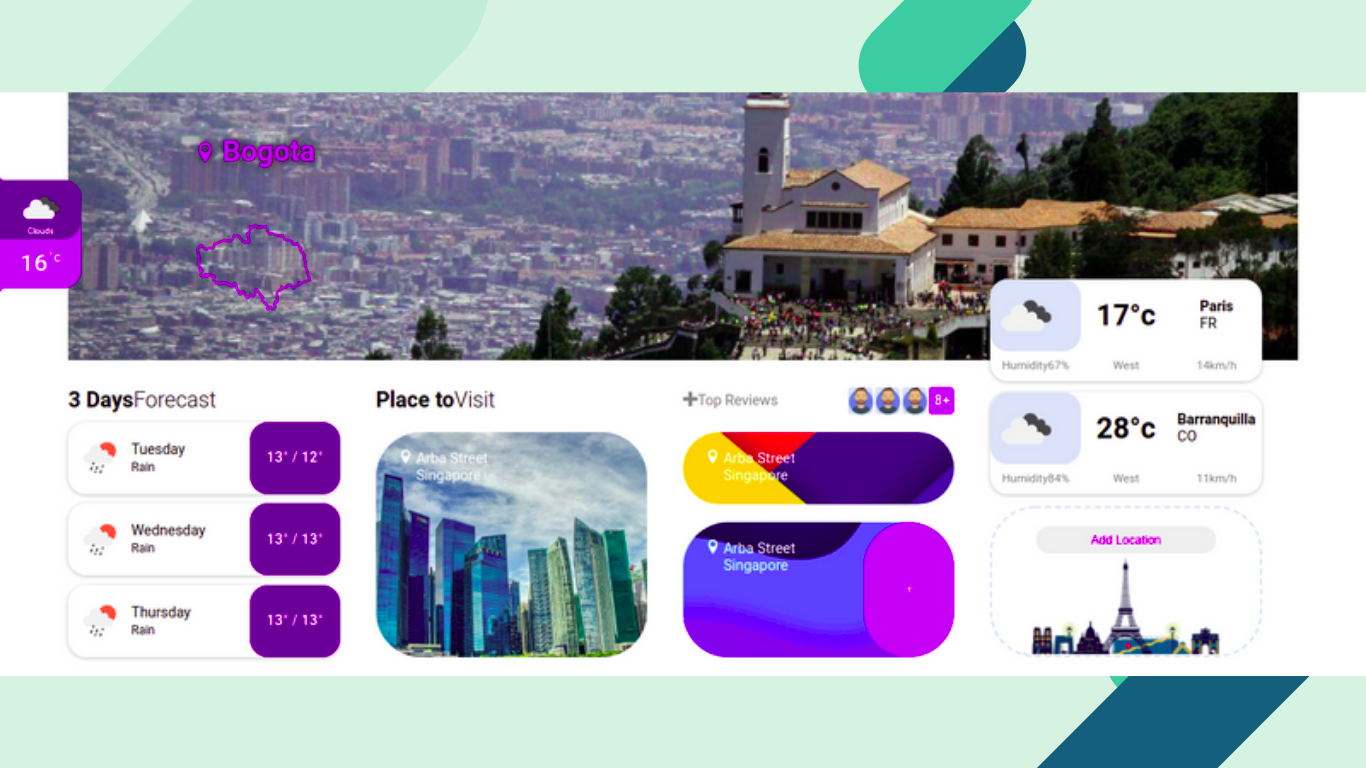 Bogota
Clouds
16°c
17°c
Paris
FR
Humidity67%
West
14km/h
3 DaysForecast
Tuesday
Rain
13° / 12°
Wednesday
Rain
13° / 13°
Thursday
Rain
13° / 13°
Place toVisit
Arba Street
Singapore
+Top Reviews
8+
Arba Street
Singapore
Arba Street
Singapore
28°c
Barranquilla
CO
Humidity84%
West
11km/h
Add Location